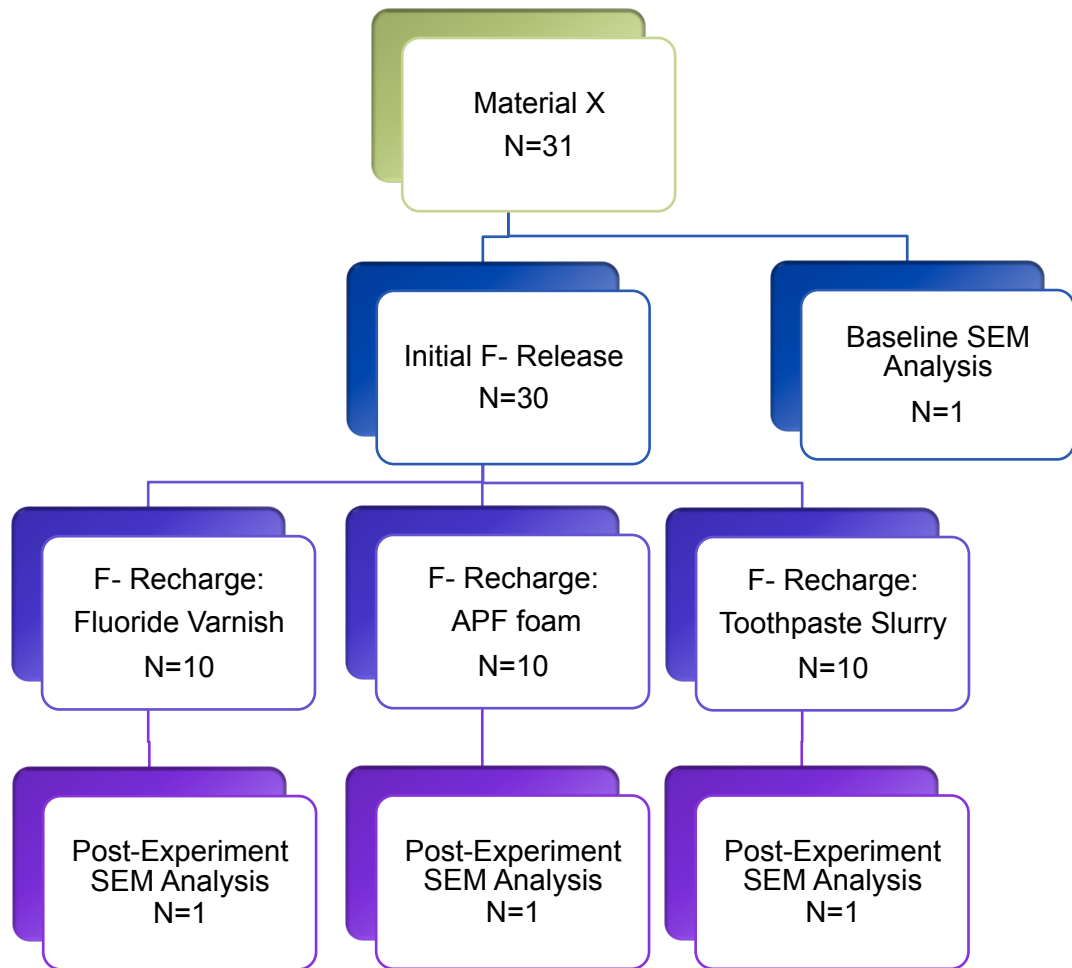 Material X
N=31
Initial F- Release
N=30
Baseline SEM
Analysis
N=1
F- Recharge:
Fluoride Varnish
N=10
F- Recharge:
APF foam
N=10
F- Recharge:
Toothpaste Slurry
N=10
Post-Experiment
SEM Analysis
N=1
Post-Experiment
SEM Analysis
N=1
Post-Experiment
SEM Analysis
N=1